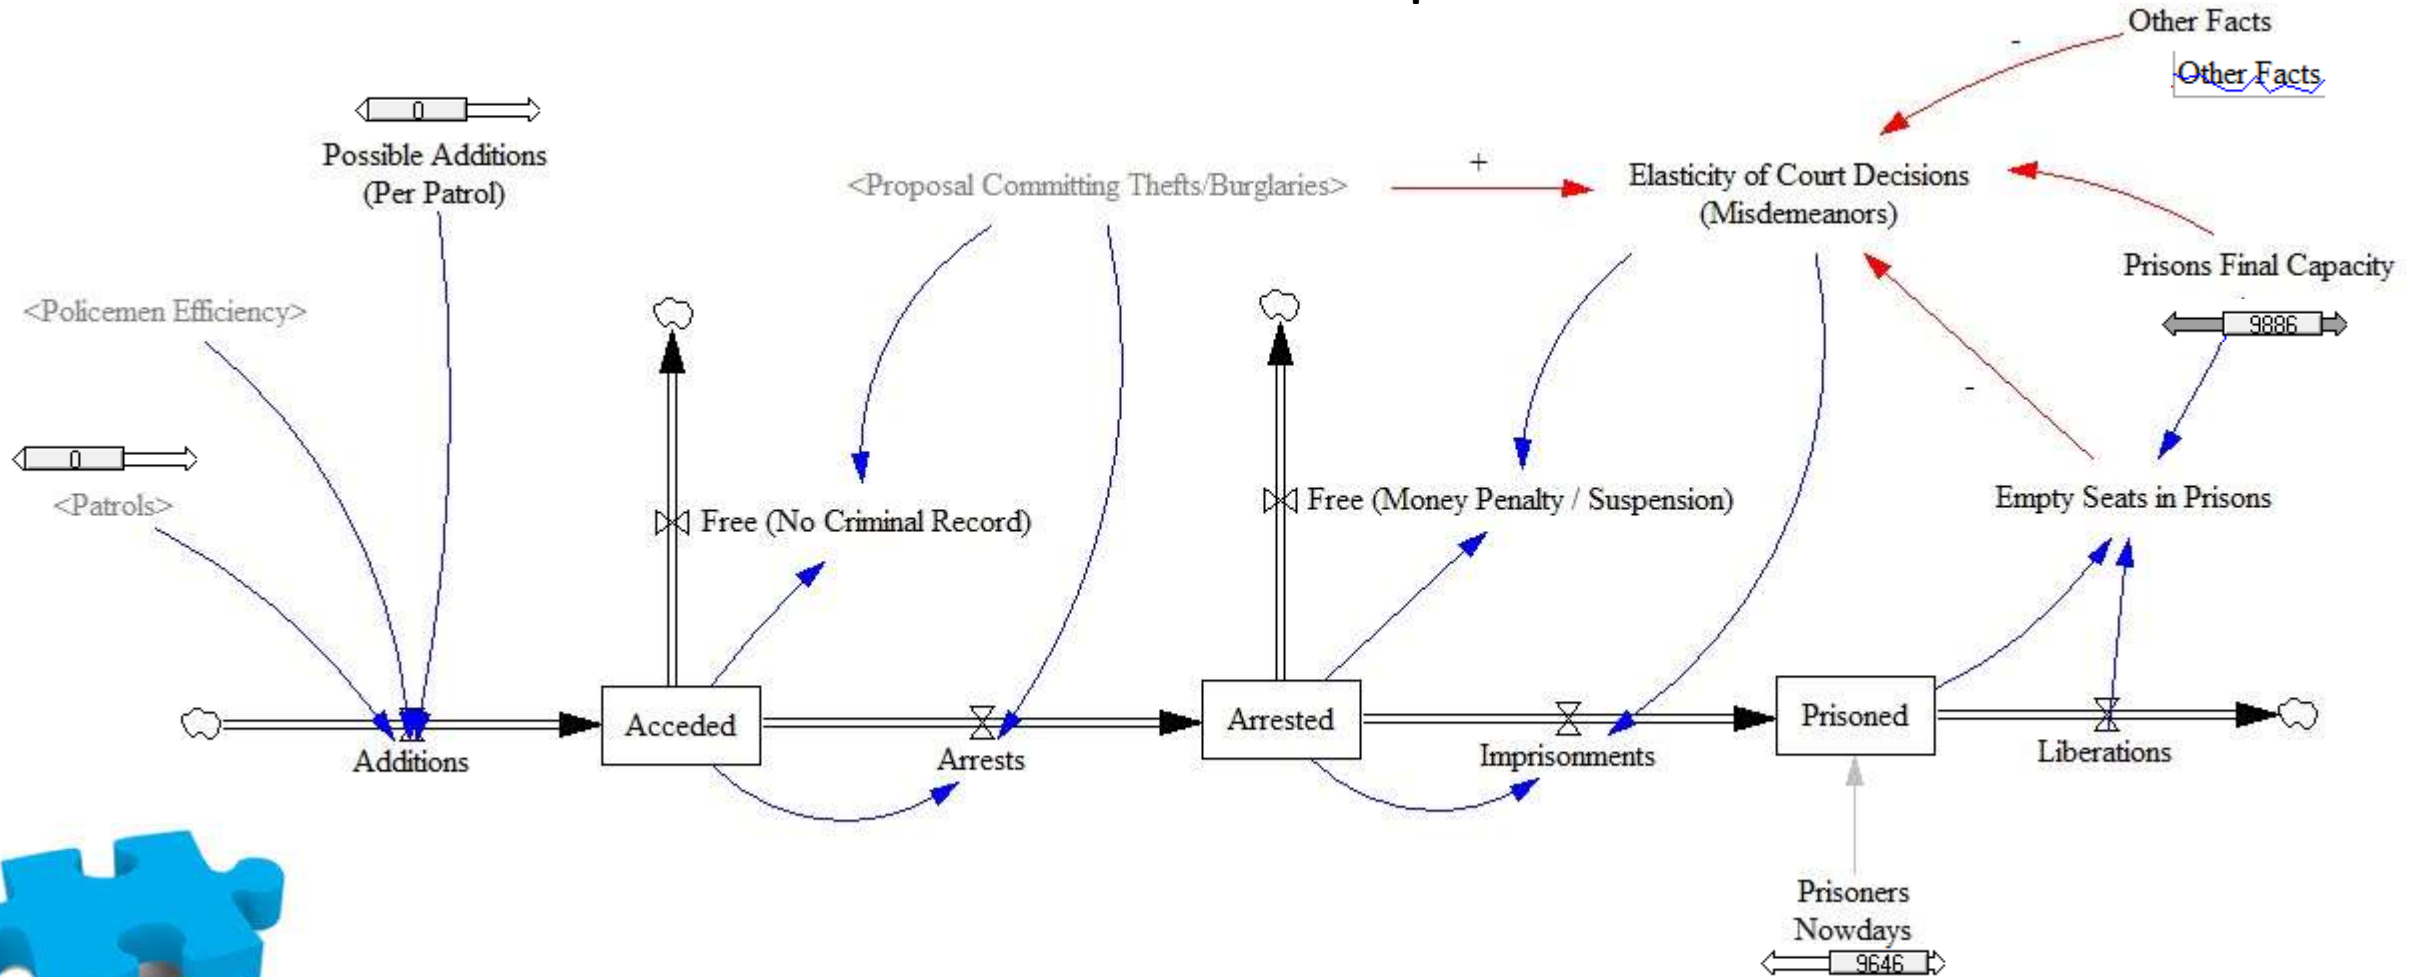 Other Facts
Other Facts
0
Possible Additions
(Per Patrol)
<Proposal Committing Thefts/Burglaries>
+
-
Elasticity of Court Decisions
(Misdemeanors)
Prisons Final Capacity
9886
<Policemen Efficiency>
-
0
<Patrols>
Free (No Criminal Record)
Free (Money Penalty / Suspension)
Empty Seats in Prisons
Acceded
Arrested
Prisoned
Additions
Arrests
Imprisonments
Liberations
Prisoners
Nowdays
9646